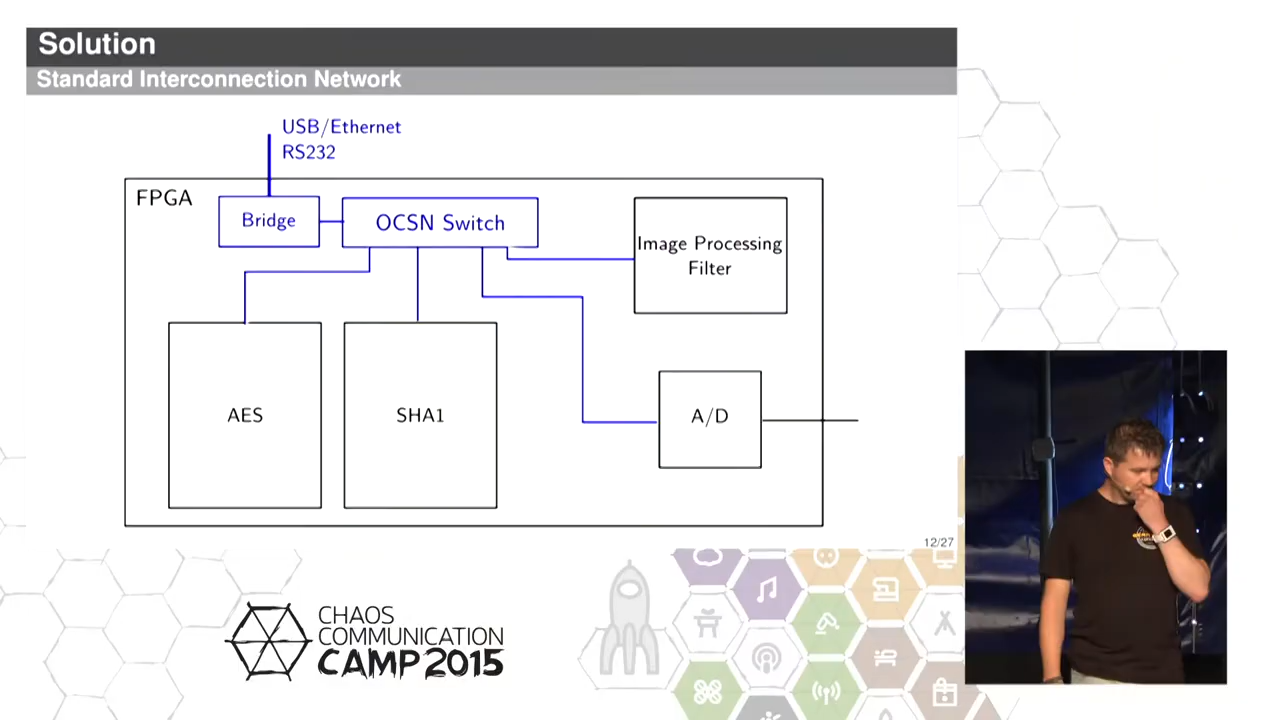 Solution
Standard Interconnection Network
USB/Ethernet
RS232
FPGA
Bridge
OCSN Switch
Image Processing
Filter
AES
SHA1
A/D
12/27
CHAOS
COMMUNICATION
CAMP 2015